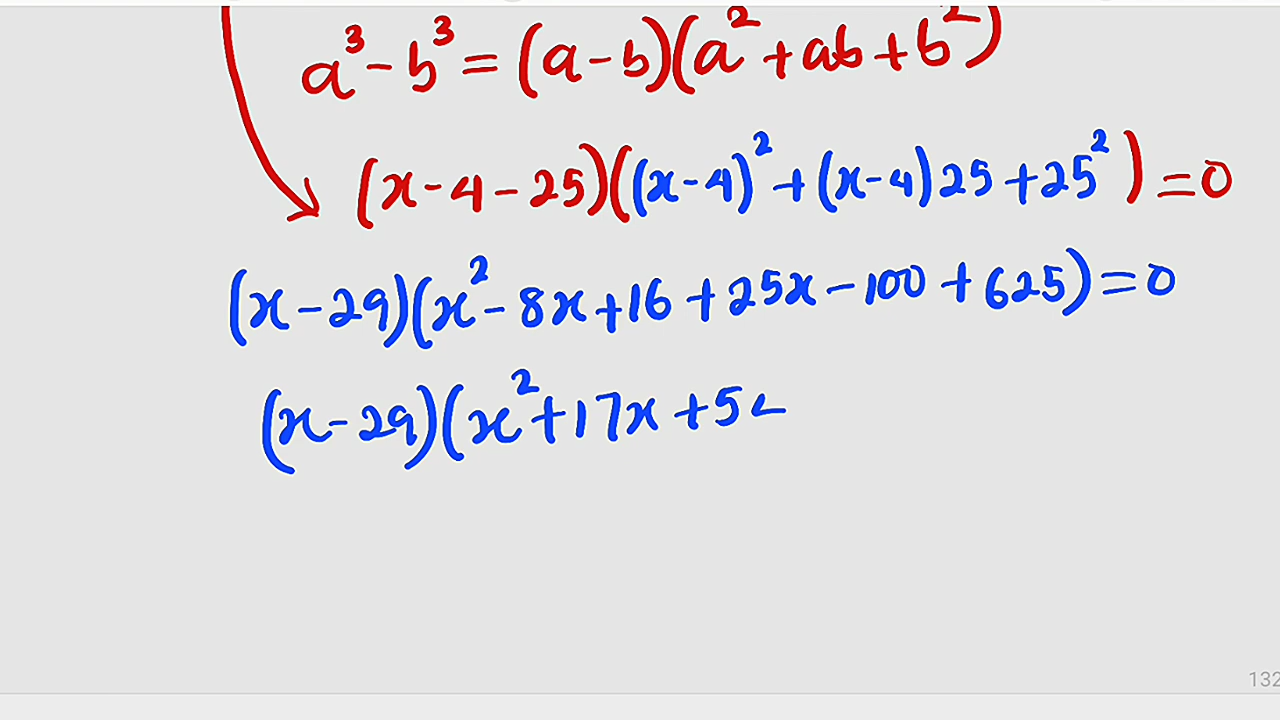 a³-b³=(a-b)(a²+ab+b²)
(x-4-25)((x-4)²+(x-4)25+25²)=0
(x-29)(x²-8x+16+25x-100+625)=0
(x-29)(x²+17x+54
132